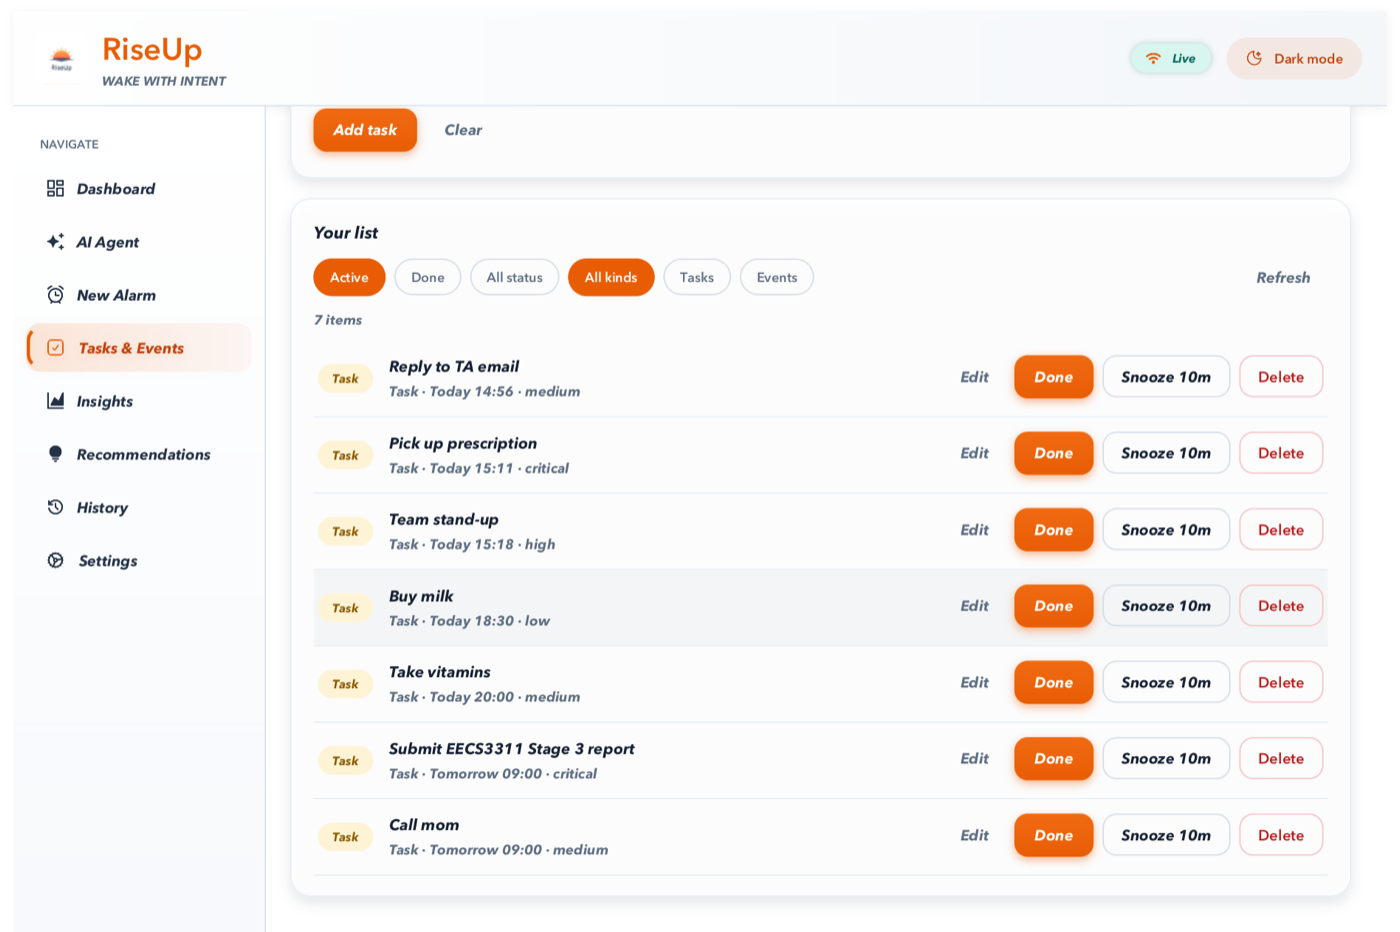 RiseUp
RiseUp
WAKE WITH INTENT
Live
Dark mode
NAVIGATE
Dashboard
AI Agent
New Alarm
Tasks & Events
Insights
Recommendations
History
Settings
Add task
Clear
Your list
Active
Done
All status
All kinds
Tasks
Events
Refresh
7 items
Task
Reply to TA email
Task · Today 14:56 · medium
Edit
Done
Snooze 10m
Delete
Task
Pick up prescription
Task · Today 15:11 · critical
Edit
Done
Snooze 10m
Delete
Task
Team stand-up
Task · Today 15:18 · high
Edit
Done
Snooze 10m
Delete
Task
Buy milk
Task · Today 18:30 · low
Edit
Done
Snooze 10m
Delete
Task
Take vitamins
Task · Today 20:00 · medium
Edit
Done
Snooze 10m
Delete
Task
Submit EECS3311 Stage 3 report
Task · Tomorrow 09:00 · critical
Edit
Done
Snooze 10m
Delete
Task
Call mom
Task · Tomorrow 09:00 · medium
Edit
Done
Snooze 10m
Delete